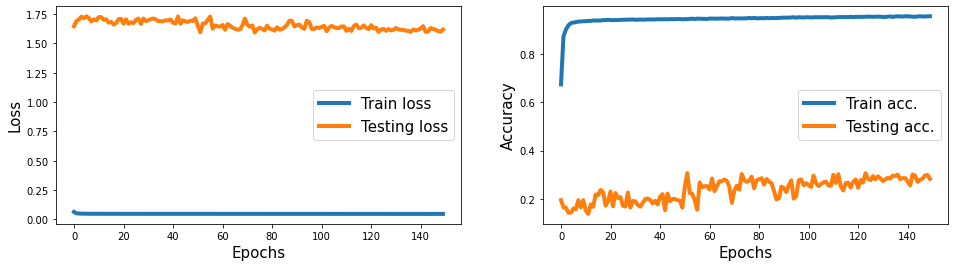 1.75
1.50
1.25
1.00
0.75
0.50
0.25
0.00
Loss
Train loss
Testing loss
0 20 40 60 80 100 120 140
Epochs
0.8
0.6
0.4
0.2
Accuracy
Train acc.
Testing acc.
0 20 40 60 80 100 120 140
Epochs